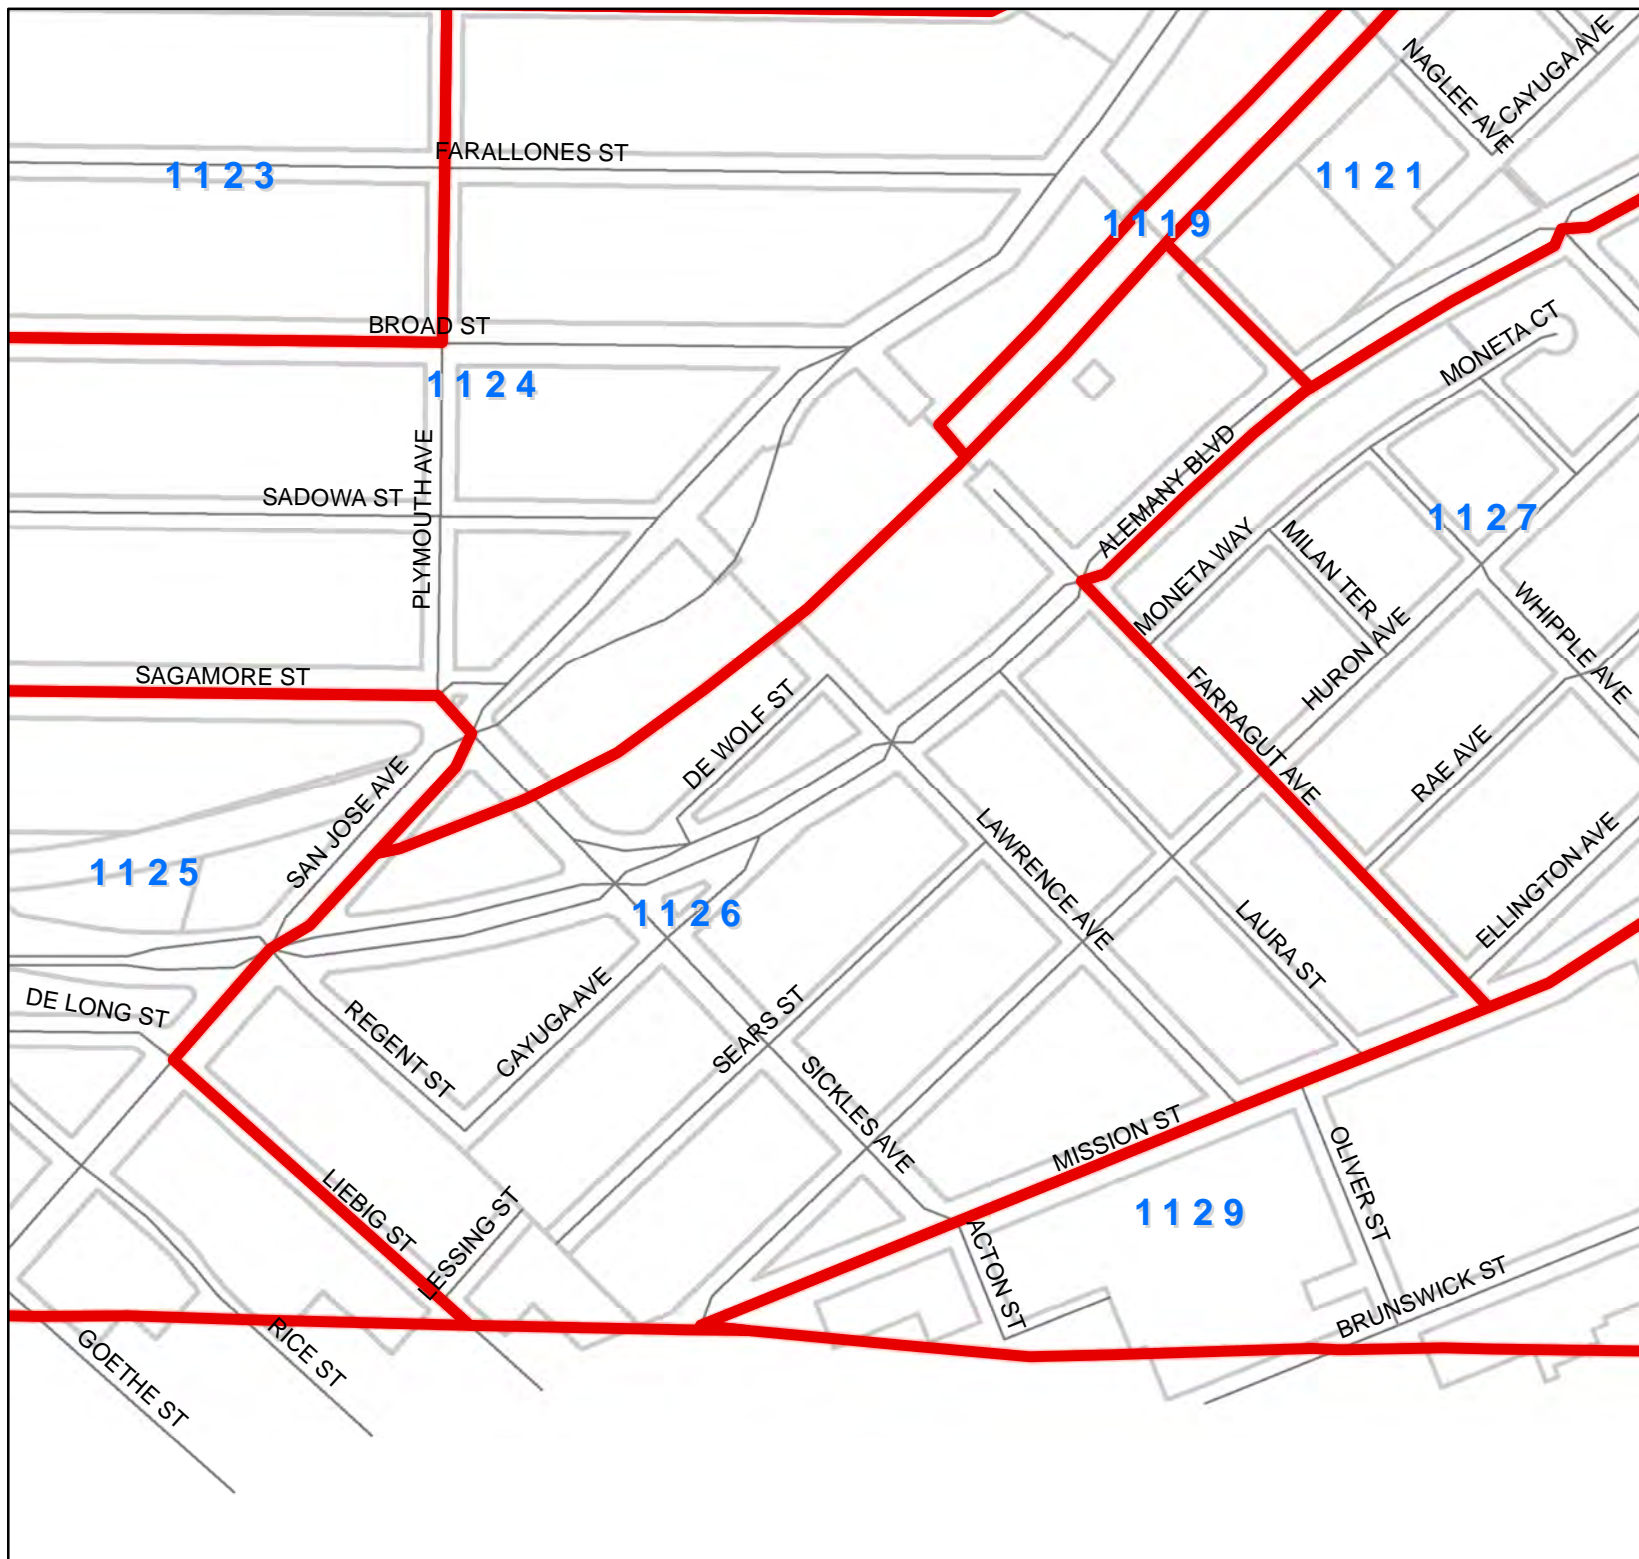 NAGLEE AVE
CAYUGA AVE
FARALLONES ST
1123
1121
1119
BROAD ST
MONETA CT
1124
PLYMOUTH AVE
SADOWA ST
ALEMANY BLVD
1127
MONETA WAY
MILAN TER
HURON AVE
WHIPPLE AVE
SAGAMORE ST
DE WOLF ST
FARRAGUT AVE
RAE AVE
SAN JOSE AVE
1125
LAWRENCE AVE
ELLINGTON AVE
1126
LAURA ST
DE LONG ST
REGENT ST
CAYUGA AVE
SEARS ST
SICKLES AVE
MISSION ST
OLIVER ST
LIEBIG ST
LESSING ST
1129
ACTON ST
BRUNSWICK ST
GOETHE ST
RICE ST